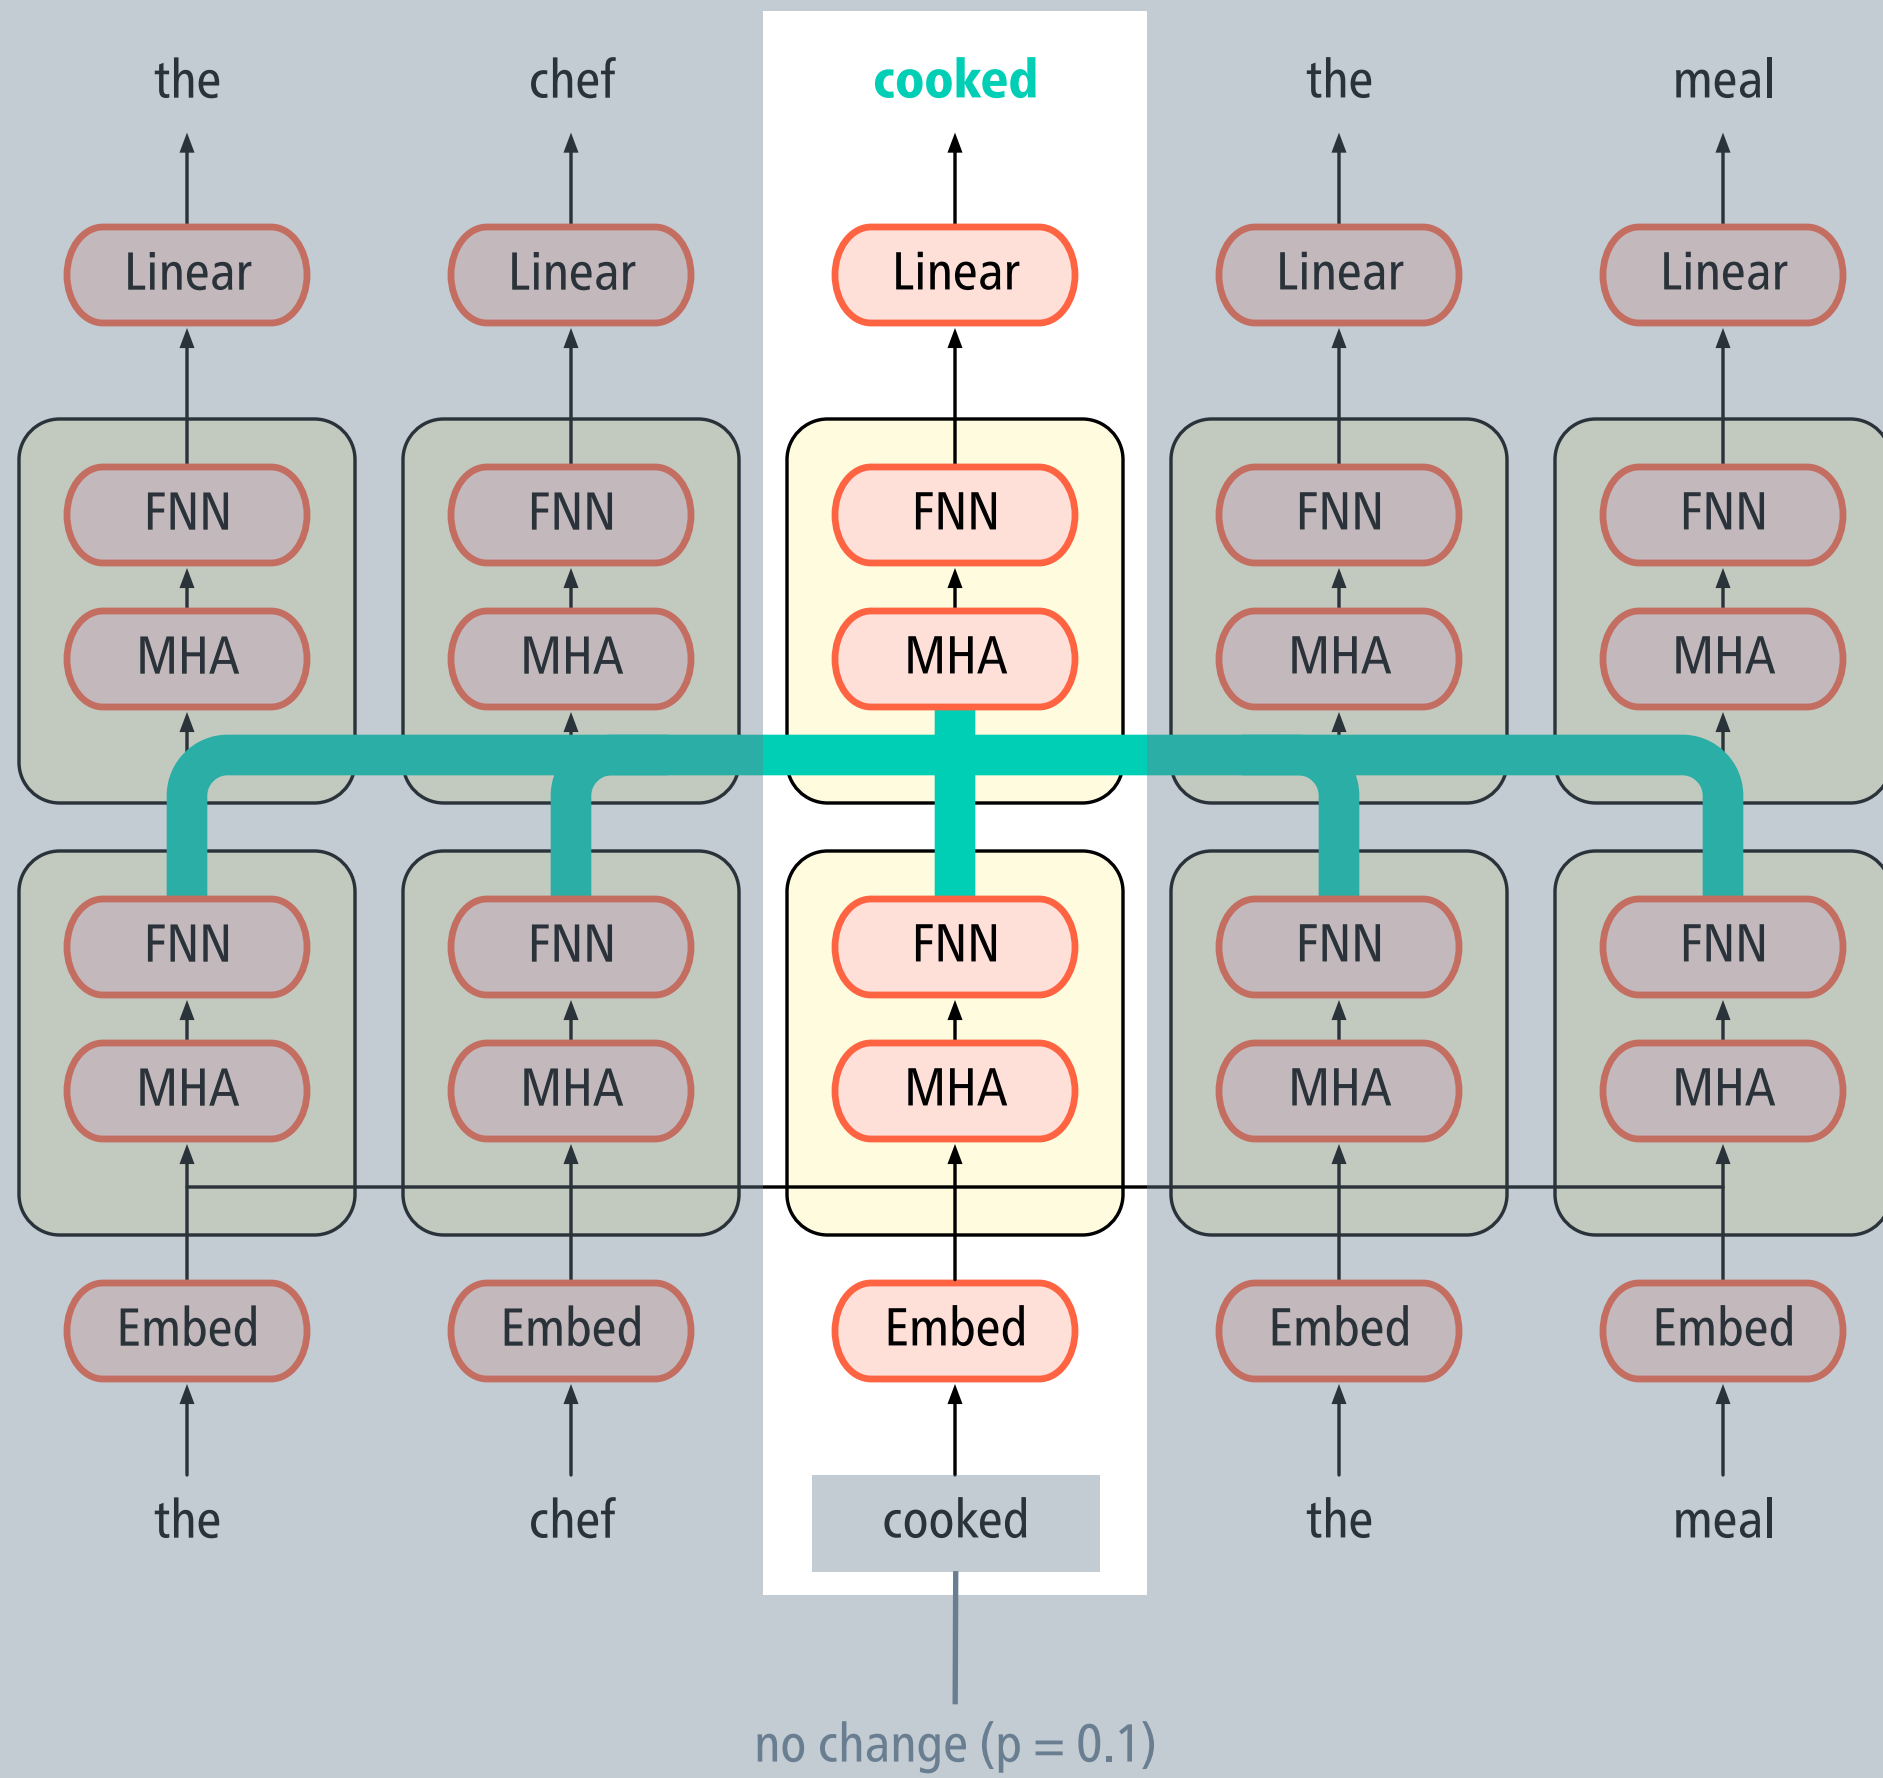 the chef cooked the meal
Linear Linear Linear Linear Linear
FNN FNN FNN FNN FNN
MHA MHA MHA MHA MHA
FNN FNN FNN FNN FNN
MHA MHA MHA MHA MHA
Embed Embed Embed Embed Embed
the chef cooked the meal
no change (p = 0.1)